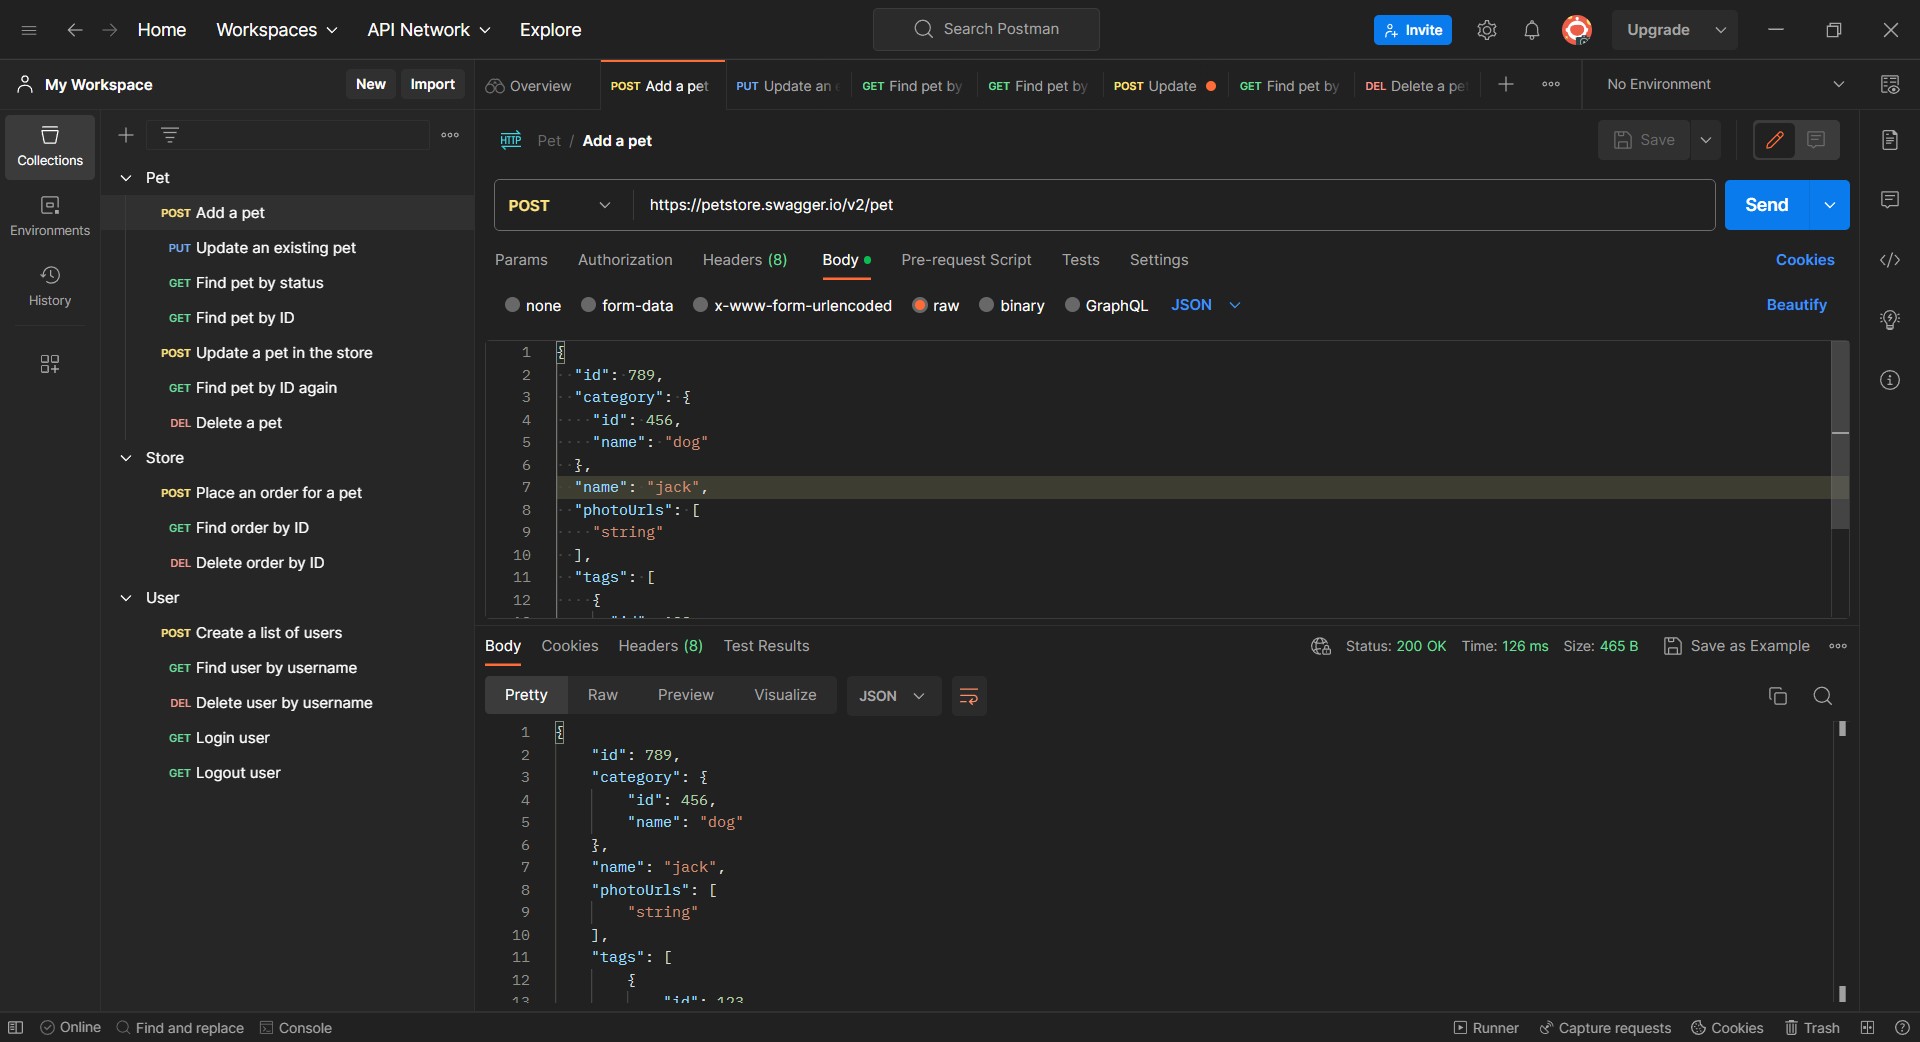 Home Workspaces API Network Explore Search Postman Invite Upgrade
My Workspace New Import Overview POST Add a pet PUT Update an e GET Find pet by GET Find pet by POST Update GET Find pet by DEL Delete a pet No Environment
Collections
Environments
History
Pet
POST Add a pet
PUT Update an existing pet
GET Find pet by status
GET Find pet by ID
POST Update a pet in the store
GET Find pet by ID again
DEL Delete a pet
Store
POST Place an order for a pet
GET Find order by ID
DEL Delete order by ID
User
POST Create a list of users
GET Find user by username
DEL Delete user by username
GET Login user
GET Logout user
HTTP Pet / Add a pet Save
POST https://petstore.swagger.io/v2/pet Send
Params Authorization Headers (8) Body Pre-request Script Tests Settings Cookies
none form-data x-www-form-urlencoded raw binary GraphQL JSON Beautify
1 {
2 "id": 789,
3 "category": {
4 "id": 456,
5 "name": "dog"
6 },
7 "name": "jack",
8 "photoUrls": [
9 "string"
10 ],
11 "tags": [
12 {
Body Cookies Headers (8) Test Results Status: 200 OK Time: 126 ms Size: 465 B Save as Example
Pretty Raw Preview Visualize JSON
1 {
2 "id": 789,
3 "category": {
4 "id": 456,
5 "name": "dog"
6 },
7 "name": "jack",
8 "photoUrls": [
9 "string"
10 ],
11 "tags": [
12 {
13 "id": 123
Online Find and replace Console Runner Capture requests Cookies Trash